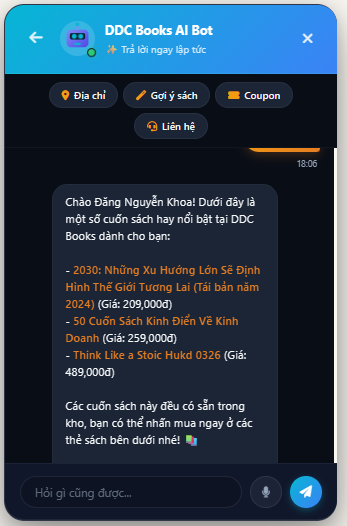 DDC Books AI Bot
✨ Trả lời ngay lập tức
Địa chỉ
Gợi ý sách
Coupon
Liên hệ
18:06
Chào Đăng Nguyễn Khoa! Dưới đây là
một số cuốn sách hay nổi bật tại DDC
Books dành cho bạn:
- 2030: Những Xu Hướng Lớn Sẽ Định
Hình Thế Giới Tương Lai (Tái bản năm
2024) (Giá: 209,000đ)
- 50 Cuốn Sách Kinh Điển Về Kinh
Doanh (Giá: 259,000đ)
- Think Like a Stoic Hukd 0326 (Giá:
489,000đ)
Các cuốn sách này đều có sẵn trong
kho, bạn có thể nhấn mua ngay ở các
thẻ sách bên dưới nhé! 📚
Hỏi gì cũng được...